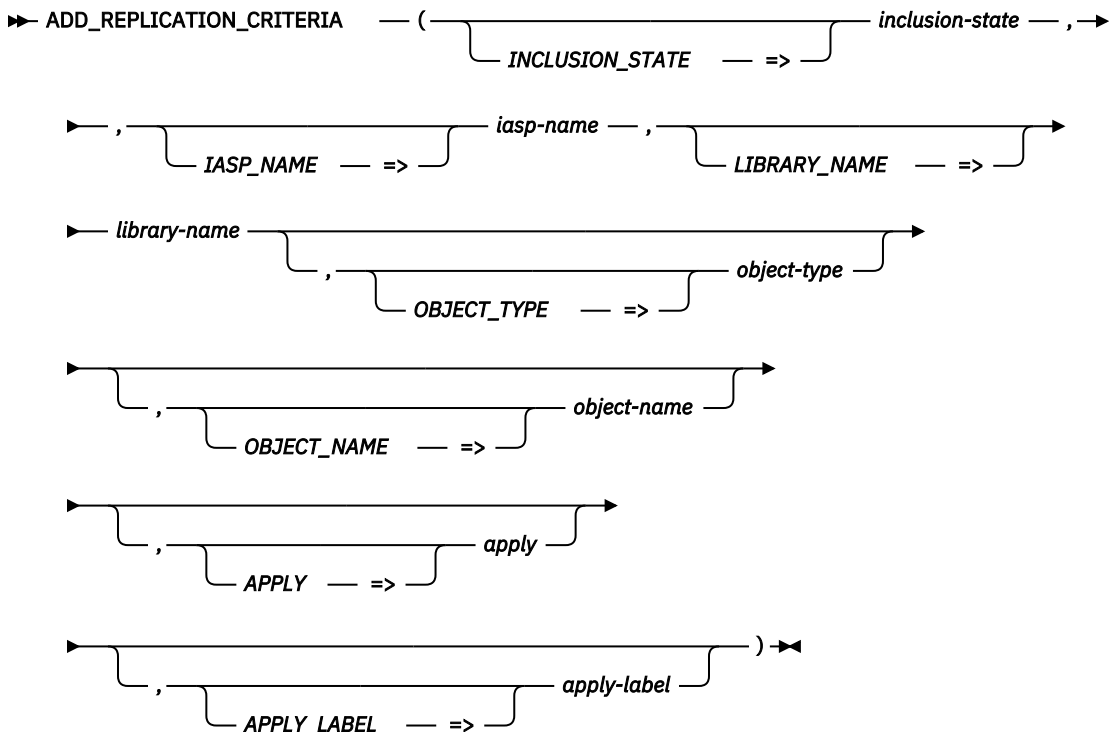 ADD_REPLICATION_CRITERIA ( inclusion-state ,
INCLUSION_STATE =>
, iasp-name ,
IASP_NAME => LIBRARY_NAME =>
library-name
, object-type
OBJECT_TYPE =>
, object-name
OBJECT_NAME =>
, apply
APPLY =>
)
, apply-label
APPLY_LABEL =>